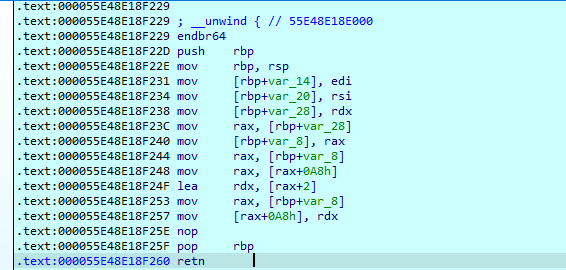 .text:000055E48E18F229
.text:000055E48E18F229 ; __unwind { // 55E48E18E000
.text:000055E48E18F229 endbr64
.text:000055E48E18F22D push rbp
.text:000055E48E18F22E mov rbp, rsp
.text:000055E48E18F231 mov [rbp+var_14], edi
.text:000055E48E18F234 mov [rbp+var_20], rsi
.text:000055E48E18F238 mov [rbp+var_28], rdx
.text:000055E48E18F23C mov rax, [rbp+var_28]
.text:000055E48E18F240 mov [rbp+var_8], rax
.text:000055E48E18F244 mov rax, [rbp+var_8]
.text:000055E48E18F248 mov rax, [rax+0A8h]
.text:000055E48E18F24F lea rdx, [rax+2]
.text:000055E48E18F253 mov rax, [rbp+var_8]
.text:000055E48E18F257 mov [rax+0A8h], rdx
.text:000055E48E18F25E nop
.text:000055E48E18F25F pop rbp
.text:000055E48E18F260 retn